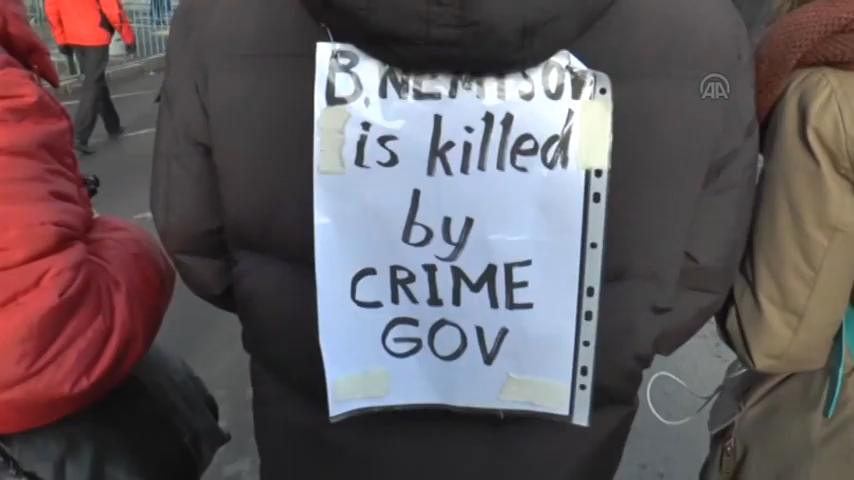 B. NEMTSOV
is killed
by
CRIME
GOV
AA